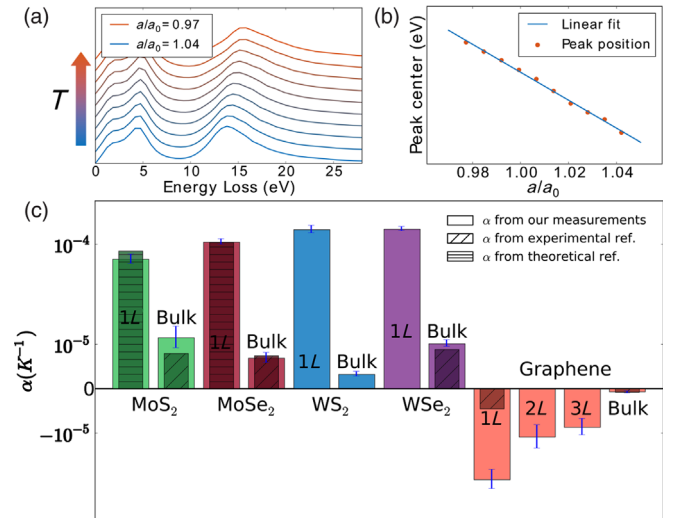 (a)
a/a₀ = 0.97
a/a₀ = 1.04
T
0 5 10 15 20 25
Energy Loss (eV)
(b)
Linear fit
Peak position
Peak center (eV)
0.98 1.00 1.02 1.04
a/a₀
(c)
α from our measurements
α from experimental ref.
α from theoretical ref.
α(K⁻¹)
10⁻⁴
10⁻⁵
0
−10⁻⁵
1L Bulk
1L Bulk
1L Bulk
1L Bulk
MoS₂ MoSe₂ WS₂ WSe₂
Graphene
1L 2L 3L Bulk